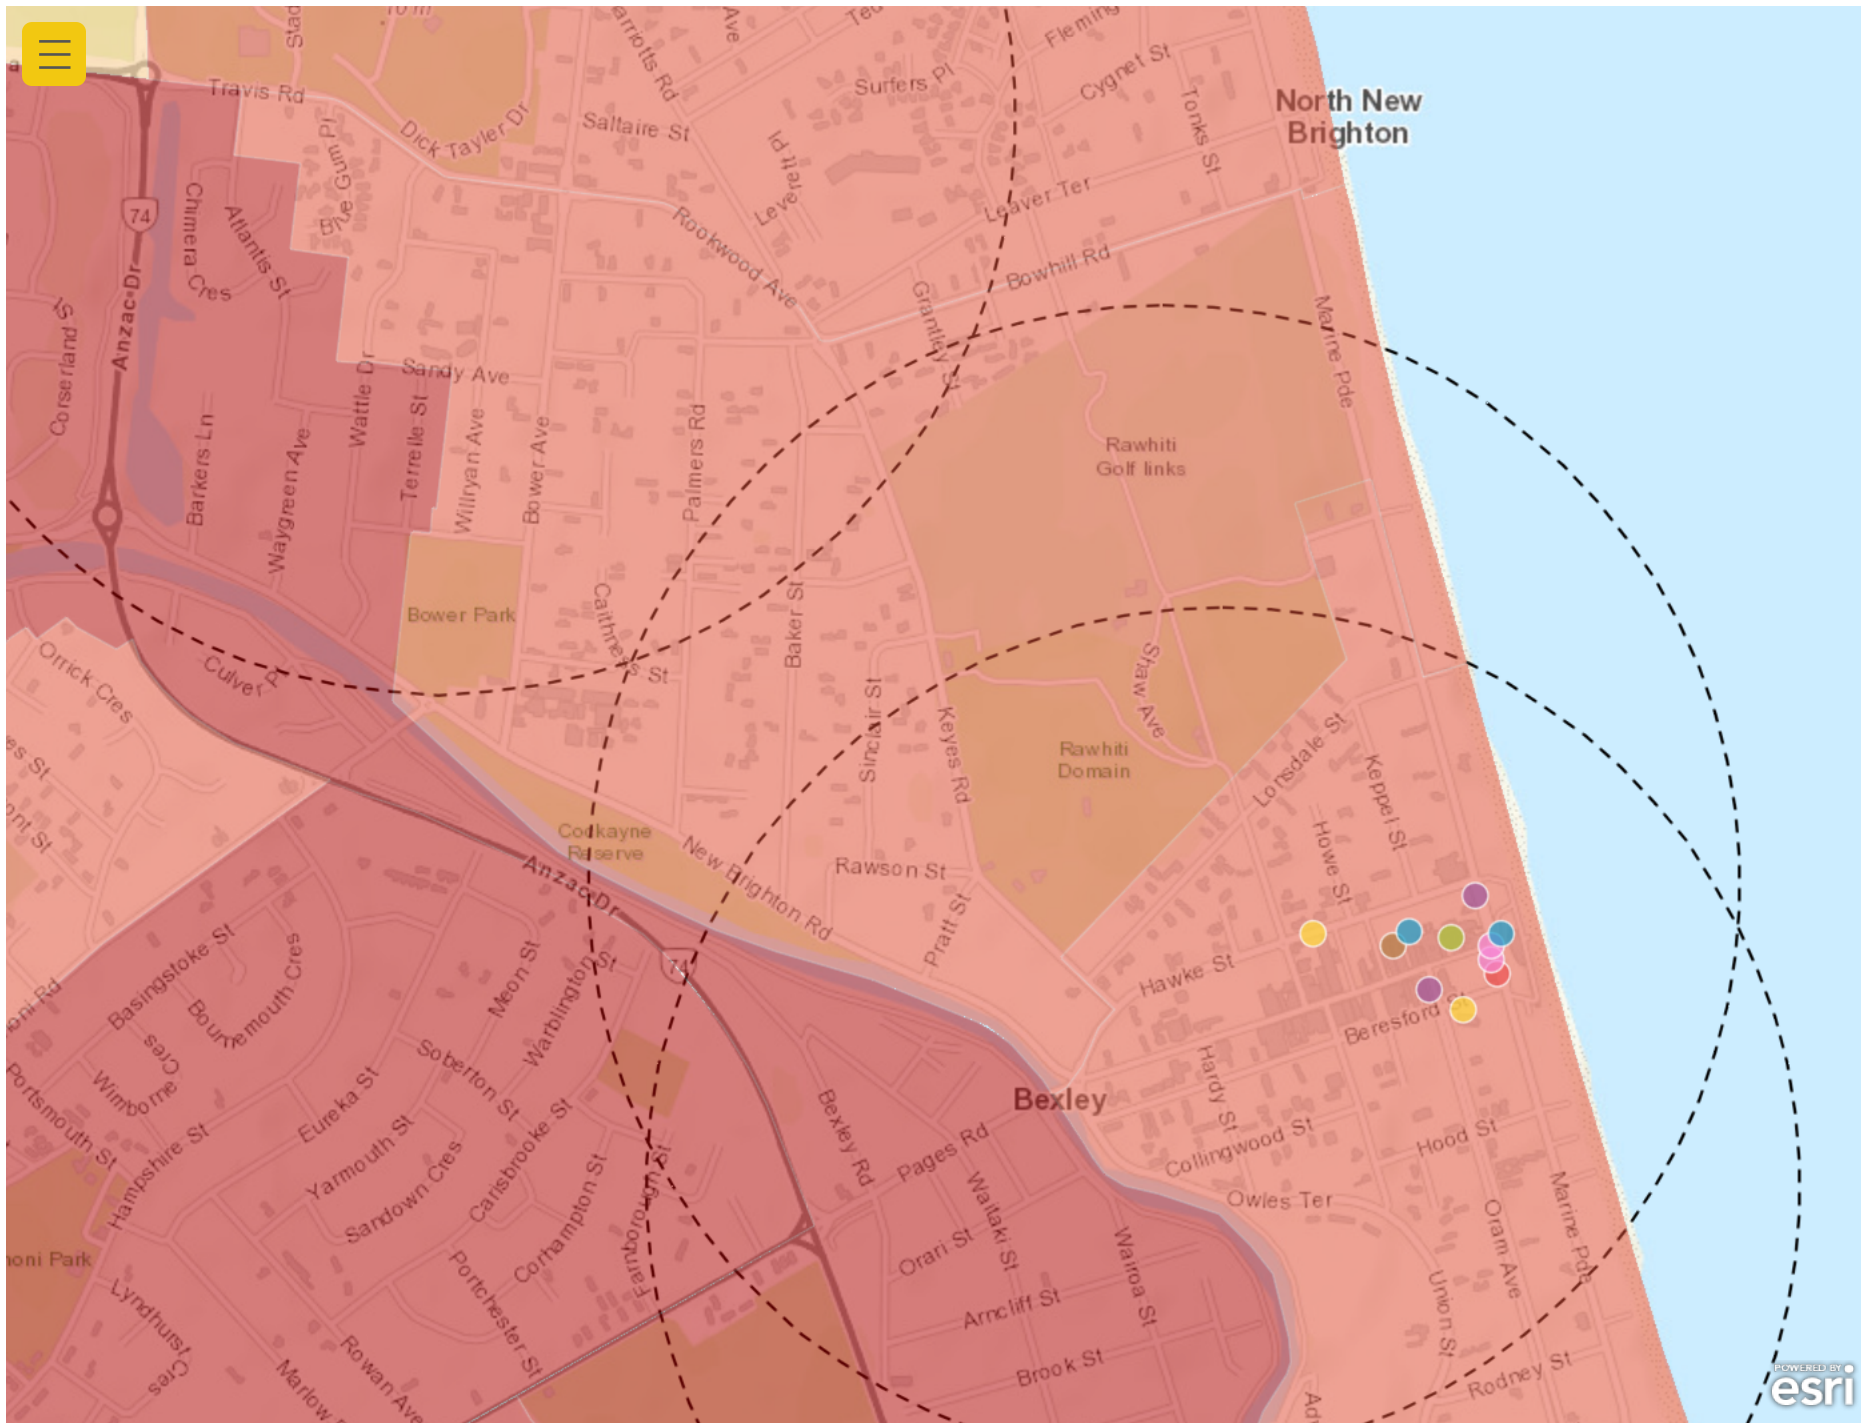 Travis Rd
Dick Tayler Dr
Saltaire St
Surfers Pl
Fleming
Cygnet St
Tonks St
North New
Brighton
Blue Gum Pl
Leverett Pl
Leaver Ter
74
Chimera Cres
Atlantis St
Rookwood Ave
Bowhill Rd
Anzac Dr
Corserland St
Grantley St
Marine Pde
Sandy Ave
Wattle Dr
Terrelle St
Willryan Ave
Bower Ave
Palmers Rd
Barkers Ln
Waygreen Ave
Rawhiti
Golf links
Bower Park
Caithness St
Baker St
Orrick Cres
Culver Pl
Sinclair St
Keyes Rd
Shaw Ave
Rawhiti
Domain
Lonsdale St
Keppel St
Howe St
Cockayne
Reserve
New Brighton Rd
Rawson St
Pratt St
Anzac Dr
74
Hawke St
Beresford St
Basingstoke St
Bournemouth Cres
Meon St
Warblington St
Wimborne Cres
Portsmouth St
Soberton St
Eureka St
Bexley
Bexley Rd
Pages Rd
Hardy St
Collingwood St
Hood St
Owles Ter
Hampshire St
Yarmouth St
Sandown Cres
Carisbrooke St
Corhampton St
Farnborough St
Waitaki St
Wairoa St
Orari St
Oram Ave
Marine Pde
Union St
Portchester St
Lyndhurst Cres
Arncliff St
Brook St
Rodney St
Rowan Ave
Marlow
POWERED BY
esri